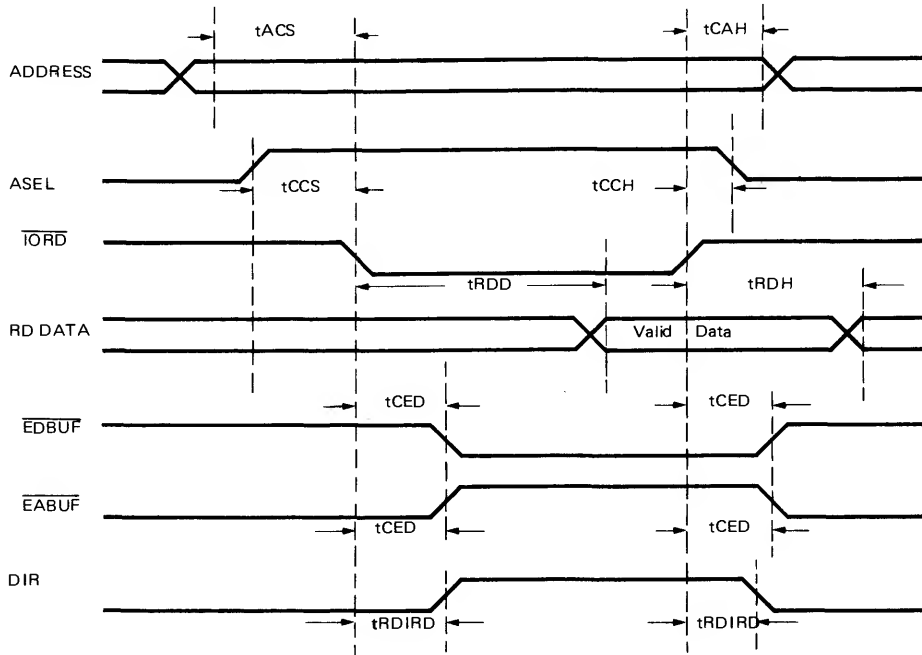 tACS
tCAH
ADDRESS
ASEL
tCCS
tCCH
IORD
tRDD
tRDH
RD DATA
Valid Data
tCED
tCED
EDBUF
EABUF
tCED
tCED
DIR
tRDIRD
tRDIRD